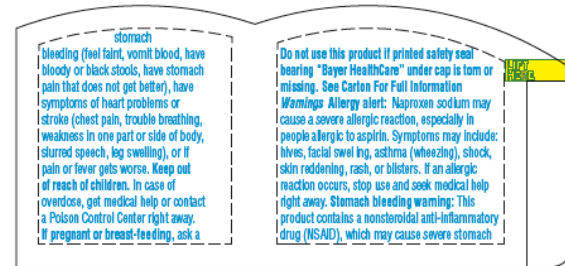 stomach
bleeding (feel faint, vomit blood, have
bloody or black stools, have stomach
pain that does not get better), have
symptoms of heart problems or
stroke (chest pain, trouble breathing,
weakness in one part or side of body,
slurred speech, leg swelling), or if
pain or fever gets worse. Keep out
of reach of children. In case of
overdose, get medical help or contact
a Poison Control Center right away.
If pregnant or breast-feeding, ask a
Do not use this product if printed safety seal
bearing "Bayer HealthCare" under cap is torn or
missing. See Carton For Full Information
Warnings Allergy alert: Naproxen sodium may
cause a severe allergic reaction, especially in
people allergic to aspirin. Symptoms may include:
hives, facial swel ing, asthma (wheezing), shock,
skin reddening, rash, or blisters. If an allergic
reaction occurs, stop use and seek medical help
right away. Stomach bleeding warning: This
product contains a nonsteroidal anti-inflammatory
drug (NSAID), which may cause severe stomach
LIFT
HERE